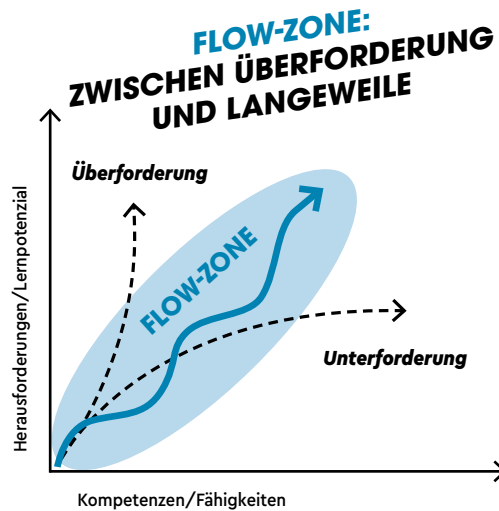 FLOW-ZONE:
ZWISCHEN ÜBERFORDERUNG
UND LANGEWEILE
Herausforderungen/Lernpotenzial
Überforderung
FLOW-ZONE
Unterforderung
Kompetenzen/Fähigkeiten